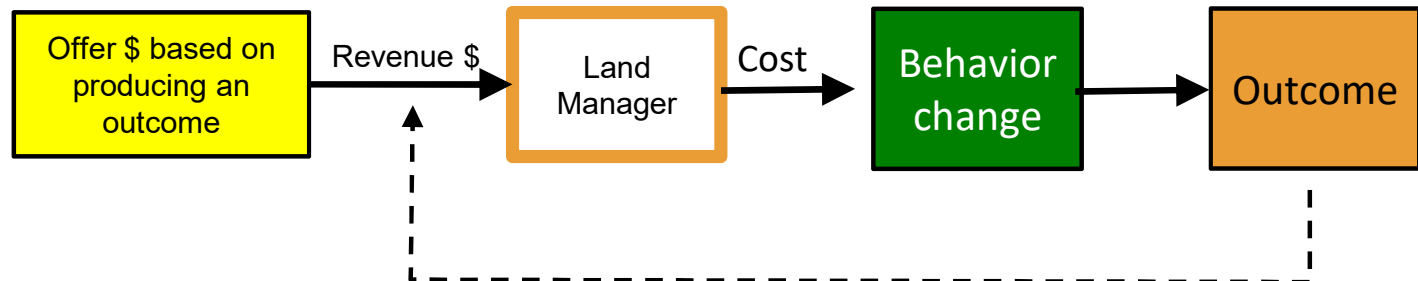 Offer $ based on
producing an
outcome
Revenue $
Land
Manager
Cost
Behavior
change
Outcome